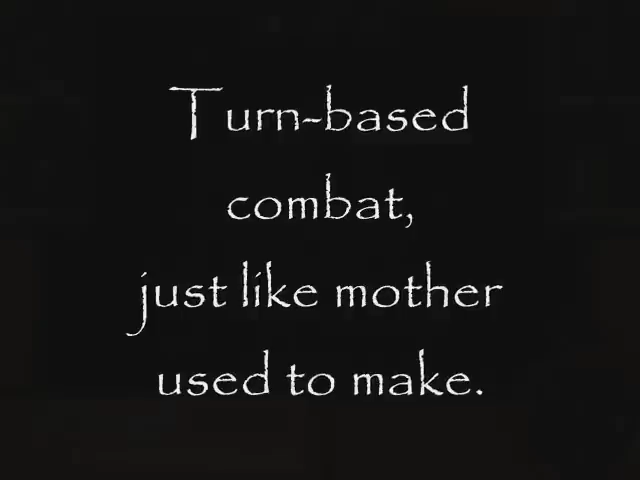 Turn-based
combat,
just like mother
used to make.